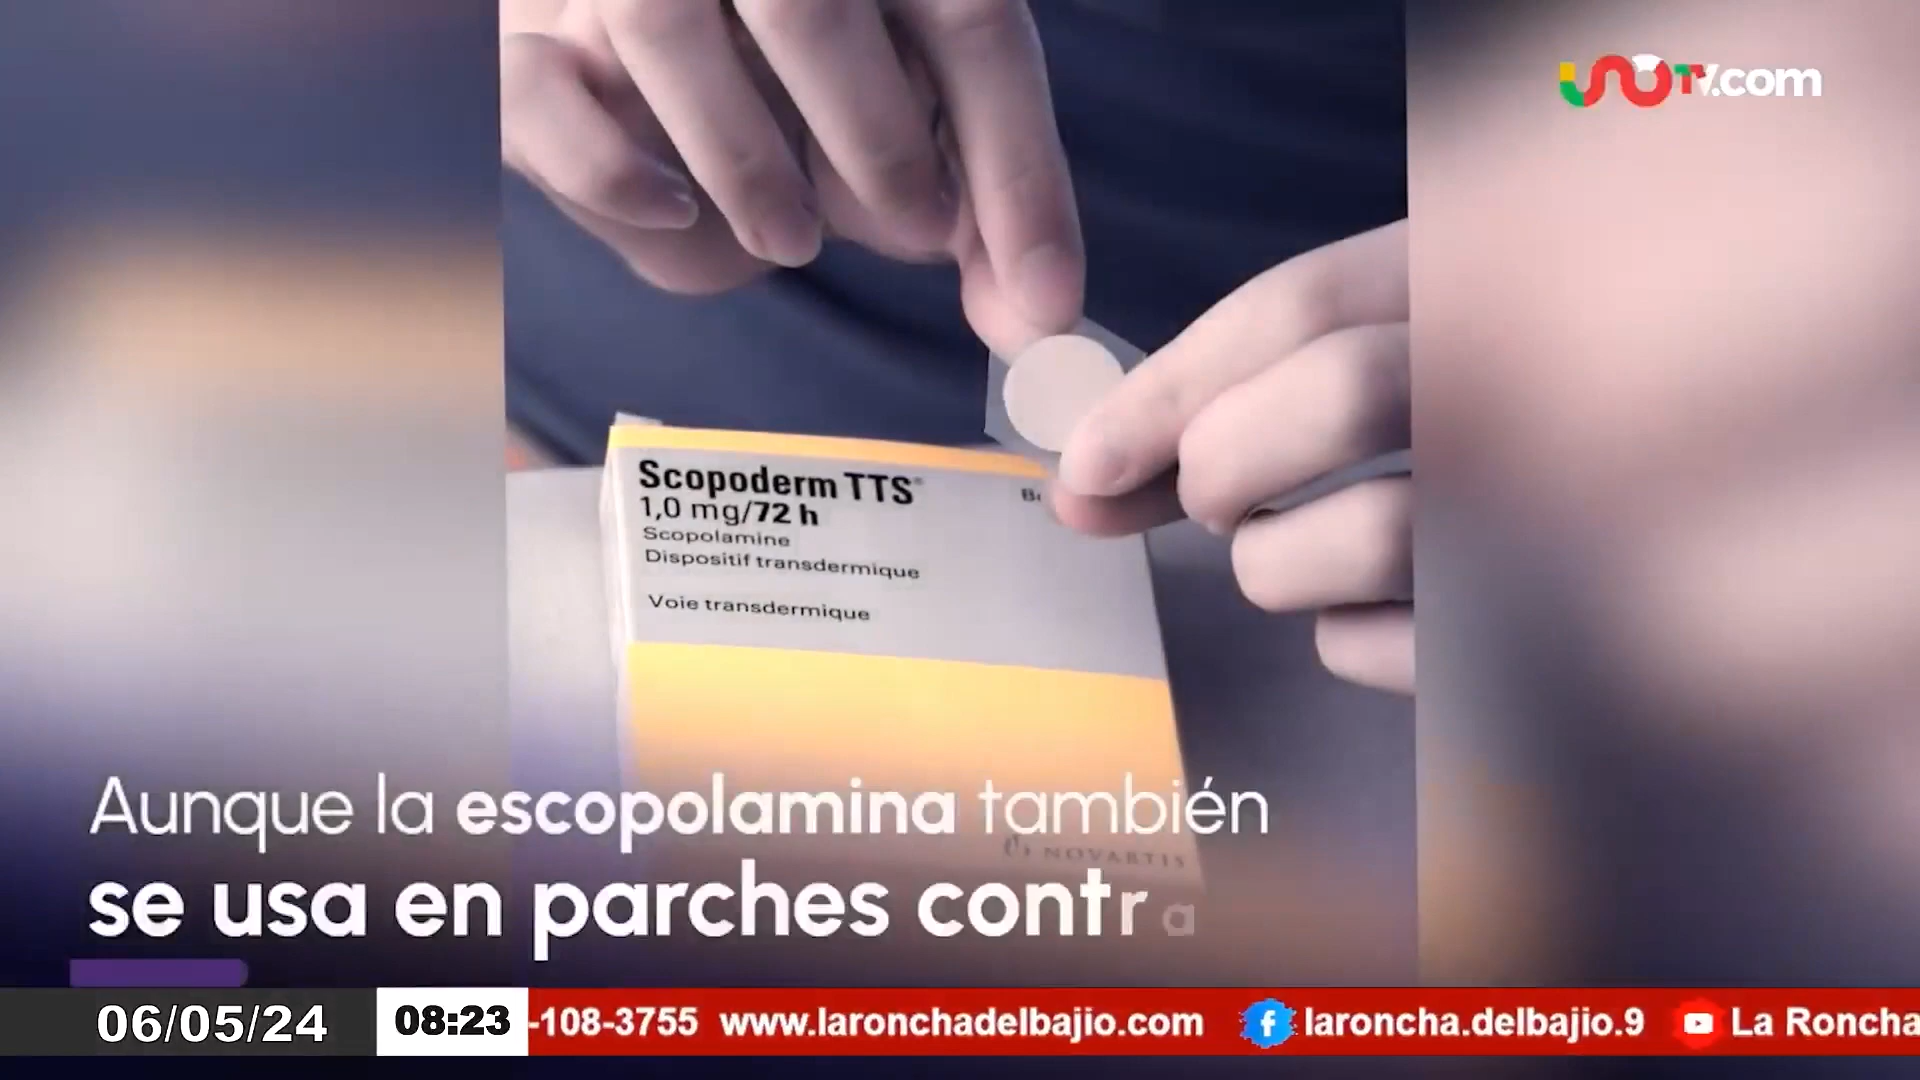 UNOTV.com
Scopoderm TTS®
1,0 mg/72 h
Scopolamine
Dispositif transdermique
Voie transdermique
NOVARTIS
Aunque la escopolamina también
se usa en parches contra
06/05/24
08:23
-108-3755 www.laronchadelbajio.com laroncha.delbajio.9 La Roncha